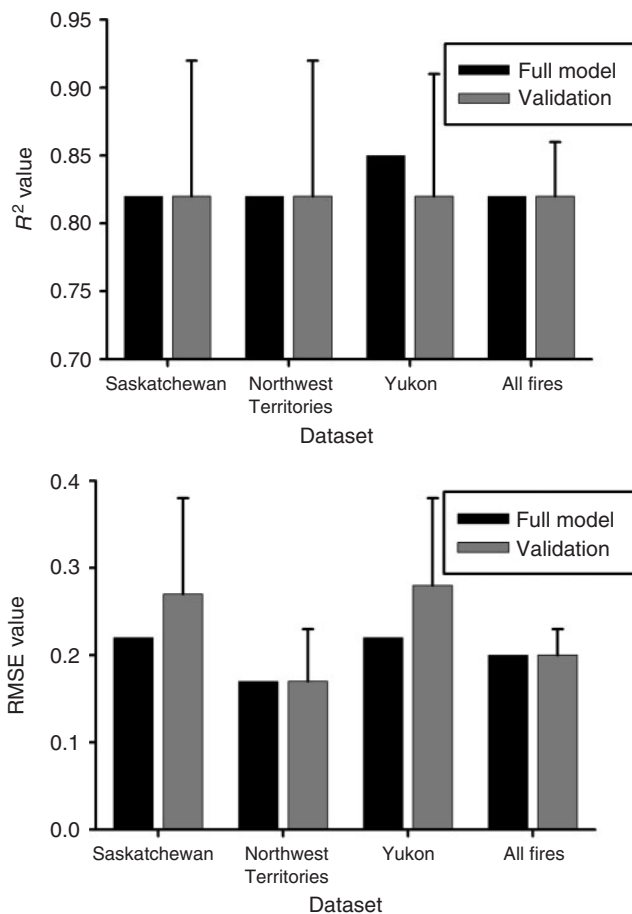 0.95
0.90
0.85
0.80
0.75
0.70
R² value
Full model
Validation
Saskatchewan
Northwest
Territories
Yukon
All fires
Dataset
0.4
0.3
0.2
0.1
0.0
RMSE value
Full model
Validation
Saskatchewan
Northwest
Territories
Yukon
All fires
Dataset